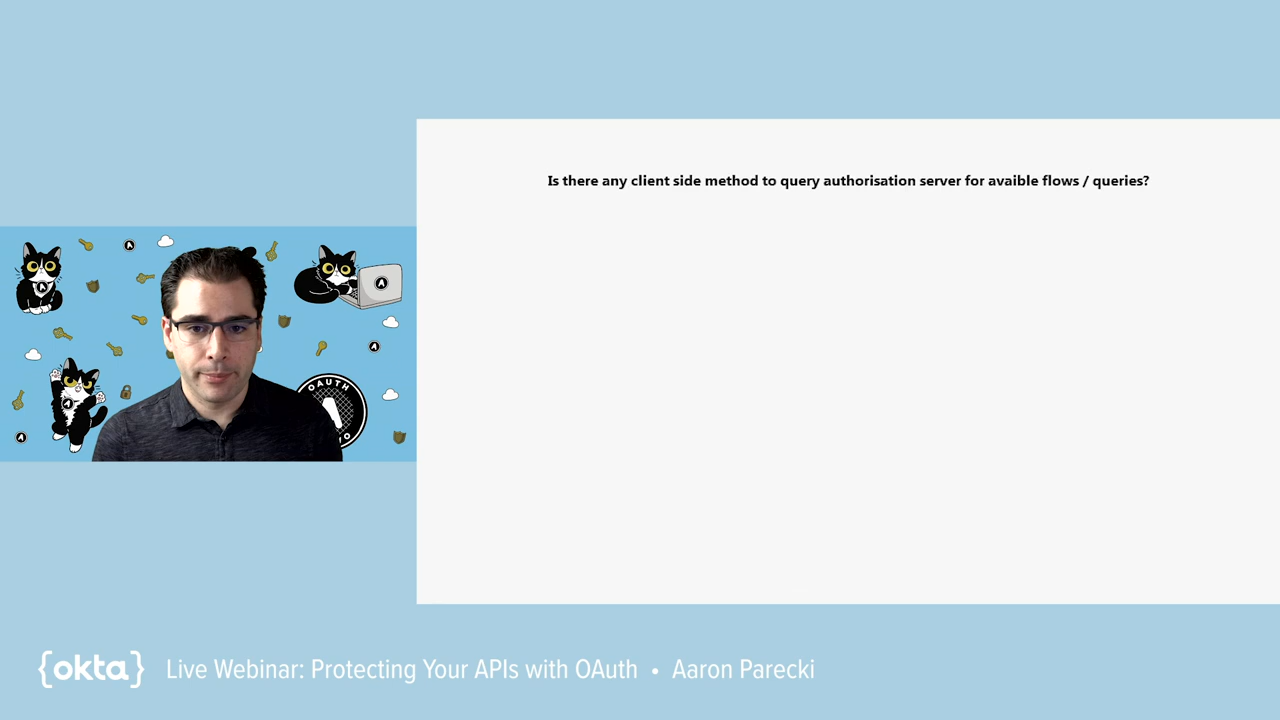 Is there any client side method to query authorisation server for avaible flows / queries?
OAUTH
{okta} Live Webinar: Protecting Your APIs with OAuth • Aaron Parecki